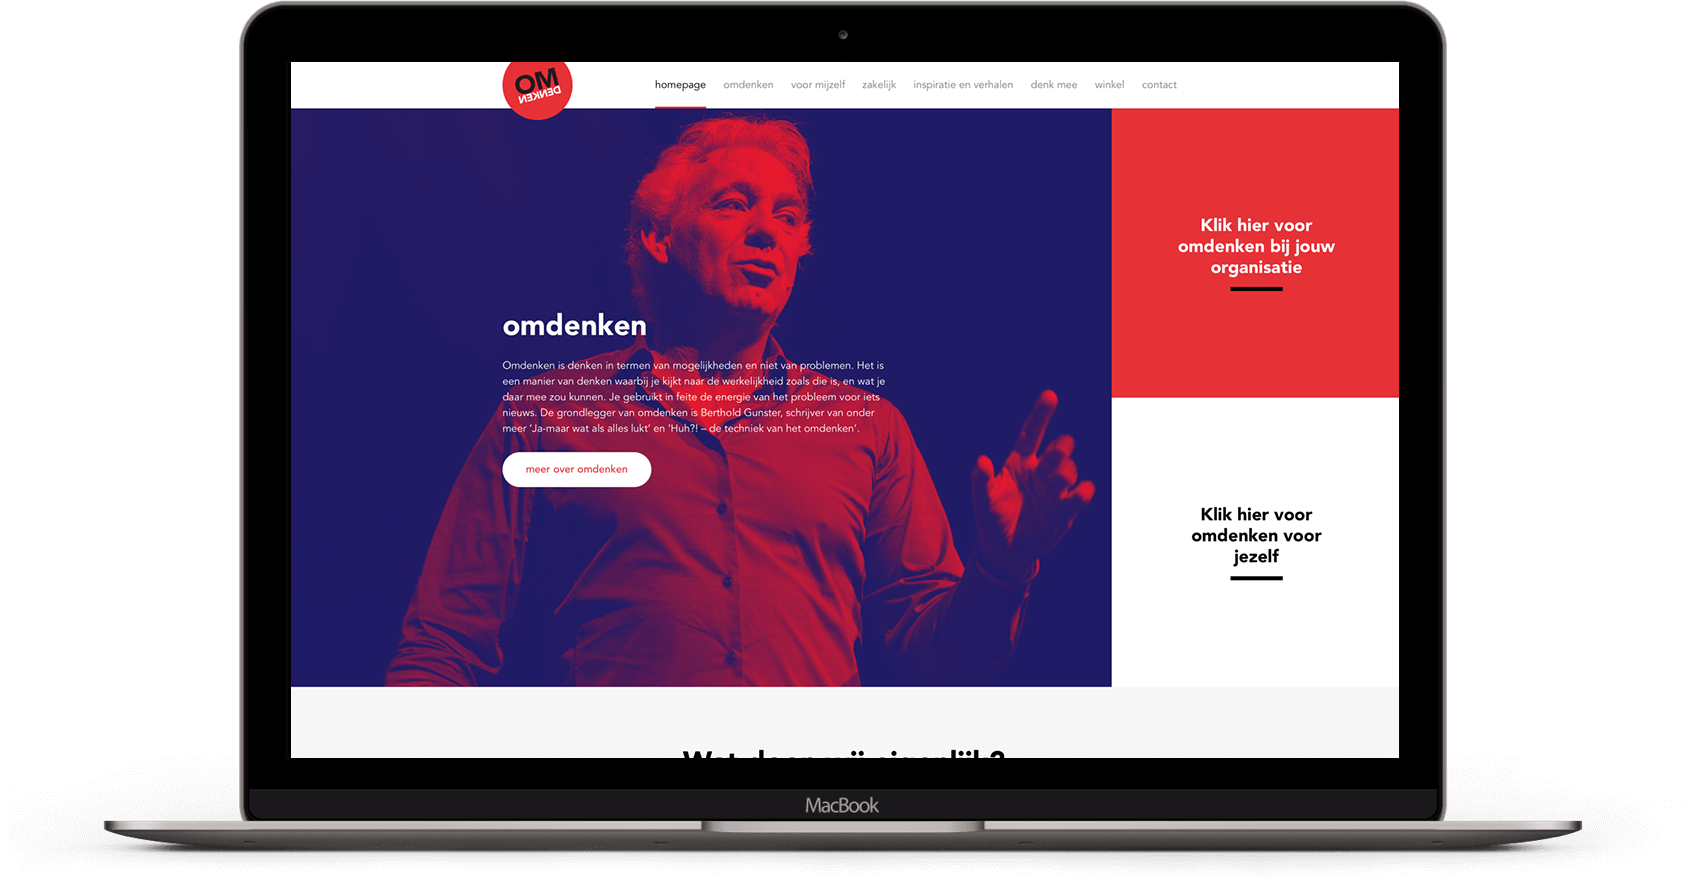 OM
DENKEN
homepage omdenken voor mijzelf zakelijk inspiratie en verhalen denk mee winkel contact
omdenken
Omdenken is denken in termen van mogelijkheden en niet van problemen. Het is
een manier van denken waarbij je kijkt naar de werkelijkheid zoals die is, en wat je
daar mee zou kunnen. Je gebruikt in feite de energie van het probleem voor iets
nieuws. De grondlegger van omdenken is Berthold Gunster, schrijver van onder
meer ‘Ja-maar wat als alles lukt’ en ‘Huh?! – de techniek van het omdenken’.
meer over omdenken
Klik hier voor
omdenken bij jouw
organisatie
Klik hier voor
omdenken voor
jezelf
Wat doen wij eigenlijk?
MacBook